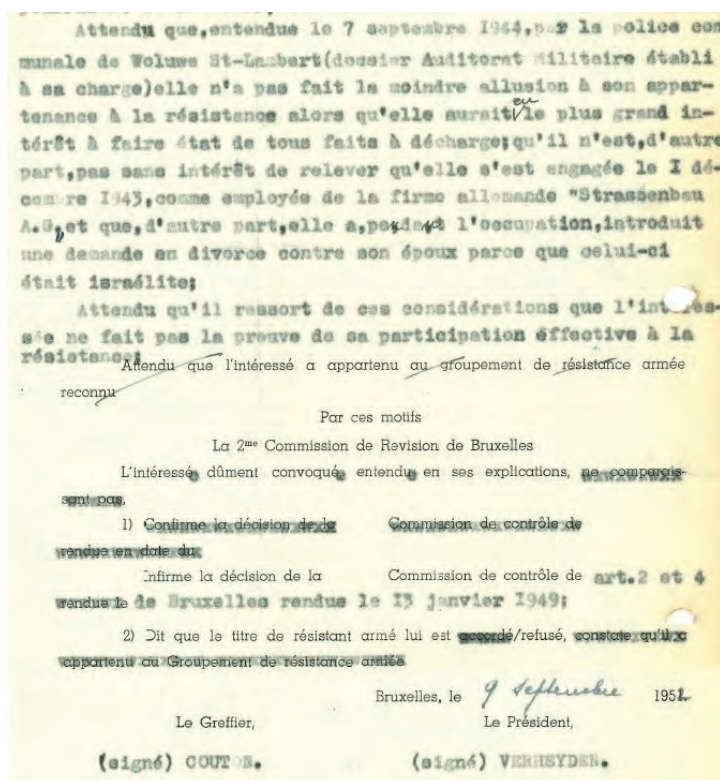 Attendu que,entendue le 7 septembre 1944,par la police com
munale de Woluwe St-Lambert(dossier Auditorat Militaire établi
à sa charge)elle n'a pas fait la moindre allusion à son appar-
tenance à la résistance alors qu'elle aurait eu le plus grand in-
térêt à faire état de tous faits à décharge;qu'il n'est,d'autre
part,pas sans intérêt de relever qu'elle s'est engagée le I dé-
cembre I943,comme employée de la firme allemande "Strassenbau
A.G",et que,d'autre part,elle a,pendant l'occupation,introduit
une demande en divorce contre son époux parce que celui-ci
était israélite;
Attendu qu'il ressort de ces considérations que l'intéres-
sée ne fait pas la preuve de sa participation effective à la
résistance;
Attendu que l'intéressé a appartenu au groupement de résistance armée
reconnu
Par ces motifs
La 2me Commission de Revision de Bruxelles
L'intéressée dûment convoquée entendue en ses explications, ne comparais-
sant pas,
1) Confirme la décision de la Commission de contrôle de
rendue en date du
Infirme la décision de la Commission de contrôle de art.2 et 4
rendue le de Bruxelles rendue le I3 janvier I949;
2) Dit que le titre de résistant armé lui est accordé/refusé, constate qu'il a
appartenu au Groupement de résistance armée
Bruxelles, le 9 septembre 1952
Le Greffier, Le Président,
(signé) COUTON. (signé) VERHEYDEN.